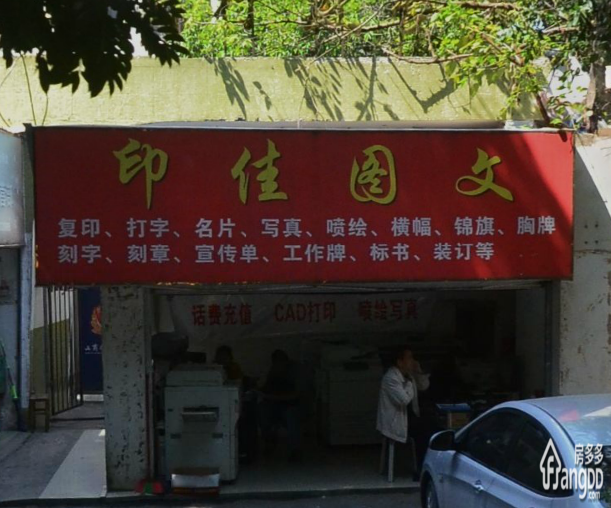 印佳图文
复印、打字、名片、写真、喷绘、横幅、锦旗、胸牌
刻字、刻章、宣传单、工作牌、标书、装订等
话费充值 CAD打印 喷绘写真
房多多
fangdd
.com